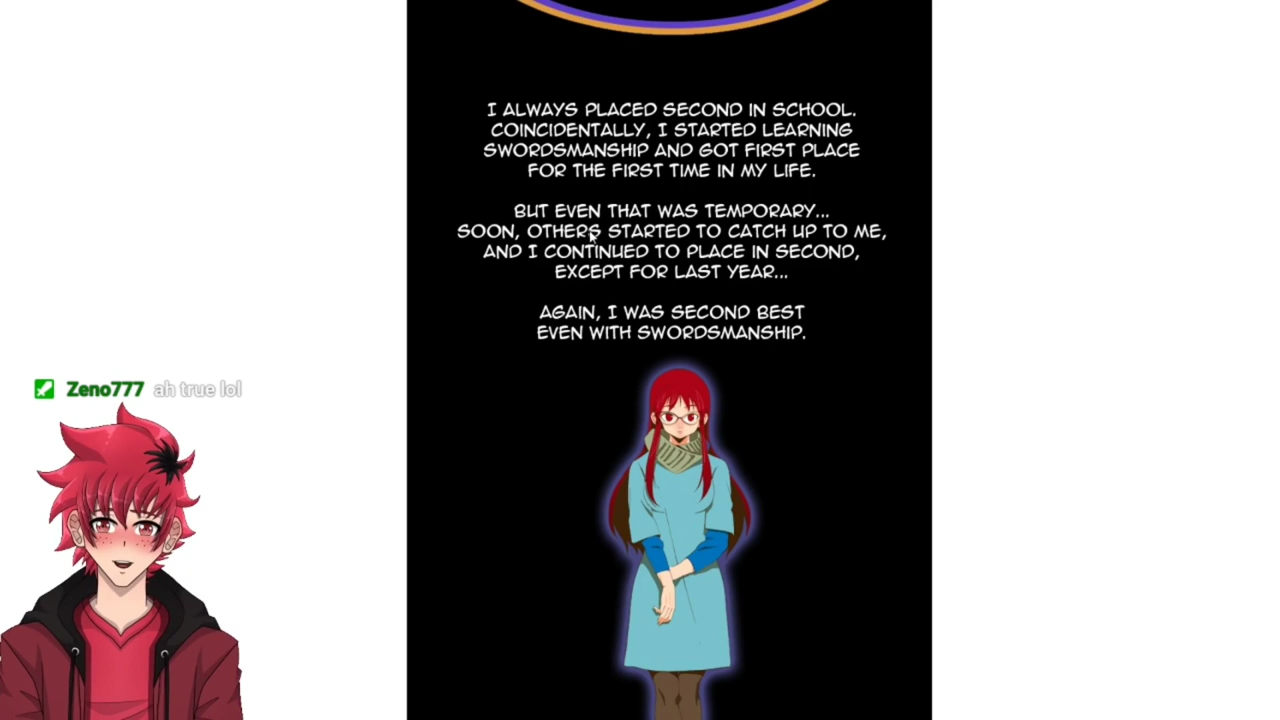 I ALWAYS PLACED SECOND IN SCHOOL.
COINCIDENTALLY, I STARTED LEARNING
SWORDSMANSHIP AND GOT FIRST PLACE
FOR THE FIRST TIME IN MY LIFE.
BUT EVEN THAT WAS TEMPORARY...
SOON, OTHERS STARTED TO CATCH UP TO ME,
AND I CONTINUED TO PLACE IN SECOND,
EXCEPT FOR LAST YEAR...
AGAIN, I WAS SECOND BEST
EVEN WITH SWORDSMANSHIP.
Zeno777 ah true lol